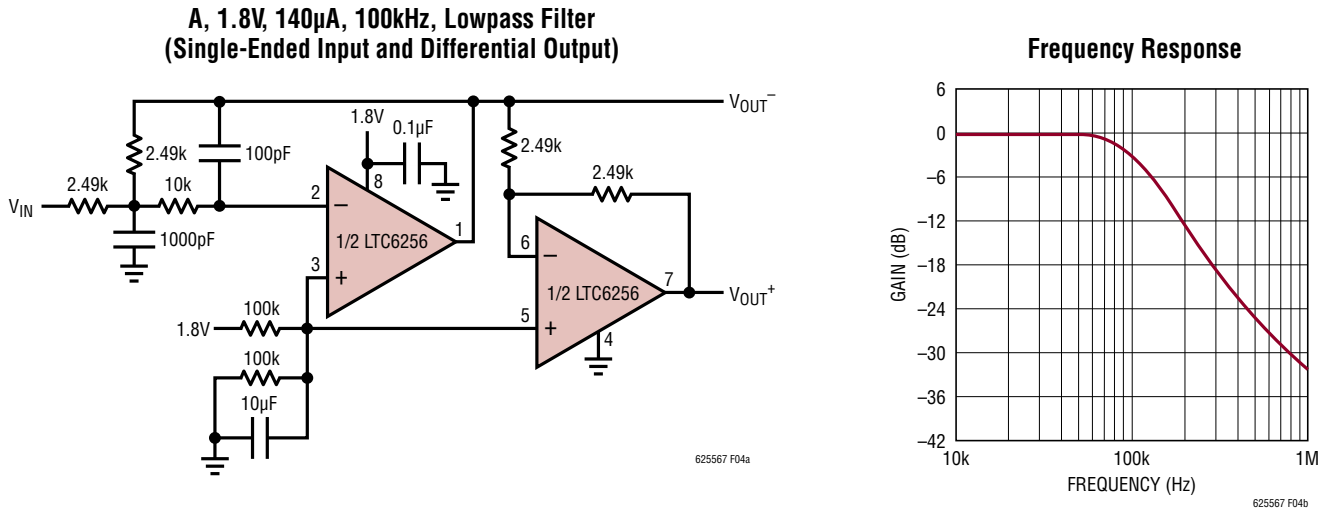 A, 1.8V, 140µA, 100kHz, Lowpass Filter
(Single-Ended Input and Differential Output)
VOUT–
1.8V
0.1µF
2.49k
100pF
2.49k
2.49k
10k
2.49k
VIN
2
–
8
1000pF
1/2 LTC6256
1
6
–
3
+
7
1/2 LTC6256
VOUT+
100k
5
+
1.8V
4
100k
10µF
625567 F04a
Frequency Response
6
0
–6
–12
–18
–24
–30
–36
–42
GAIN (dB)
10k
100k
1M
FREQUENCY (Hz)
625567 F04b